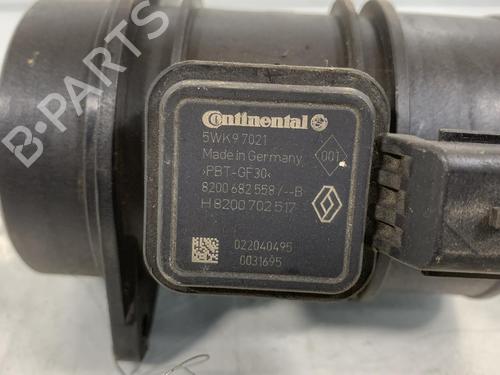 B-PARTS
Continental
5WK9 7021
Made in Germany
001
>PBT-GF30<
8200 682 558 / --B
H 8200 702 517
022040495
0031695